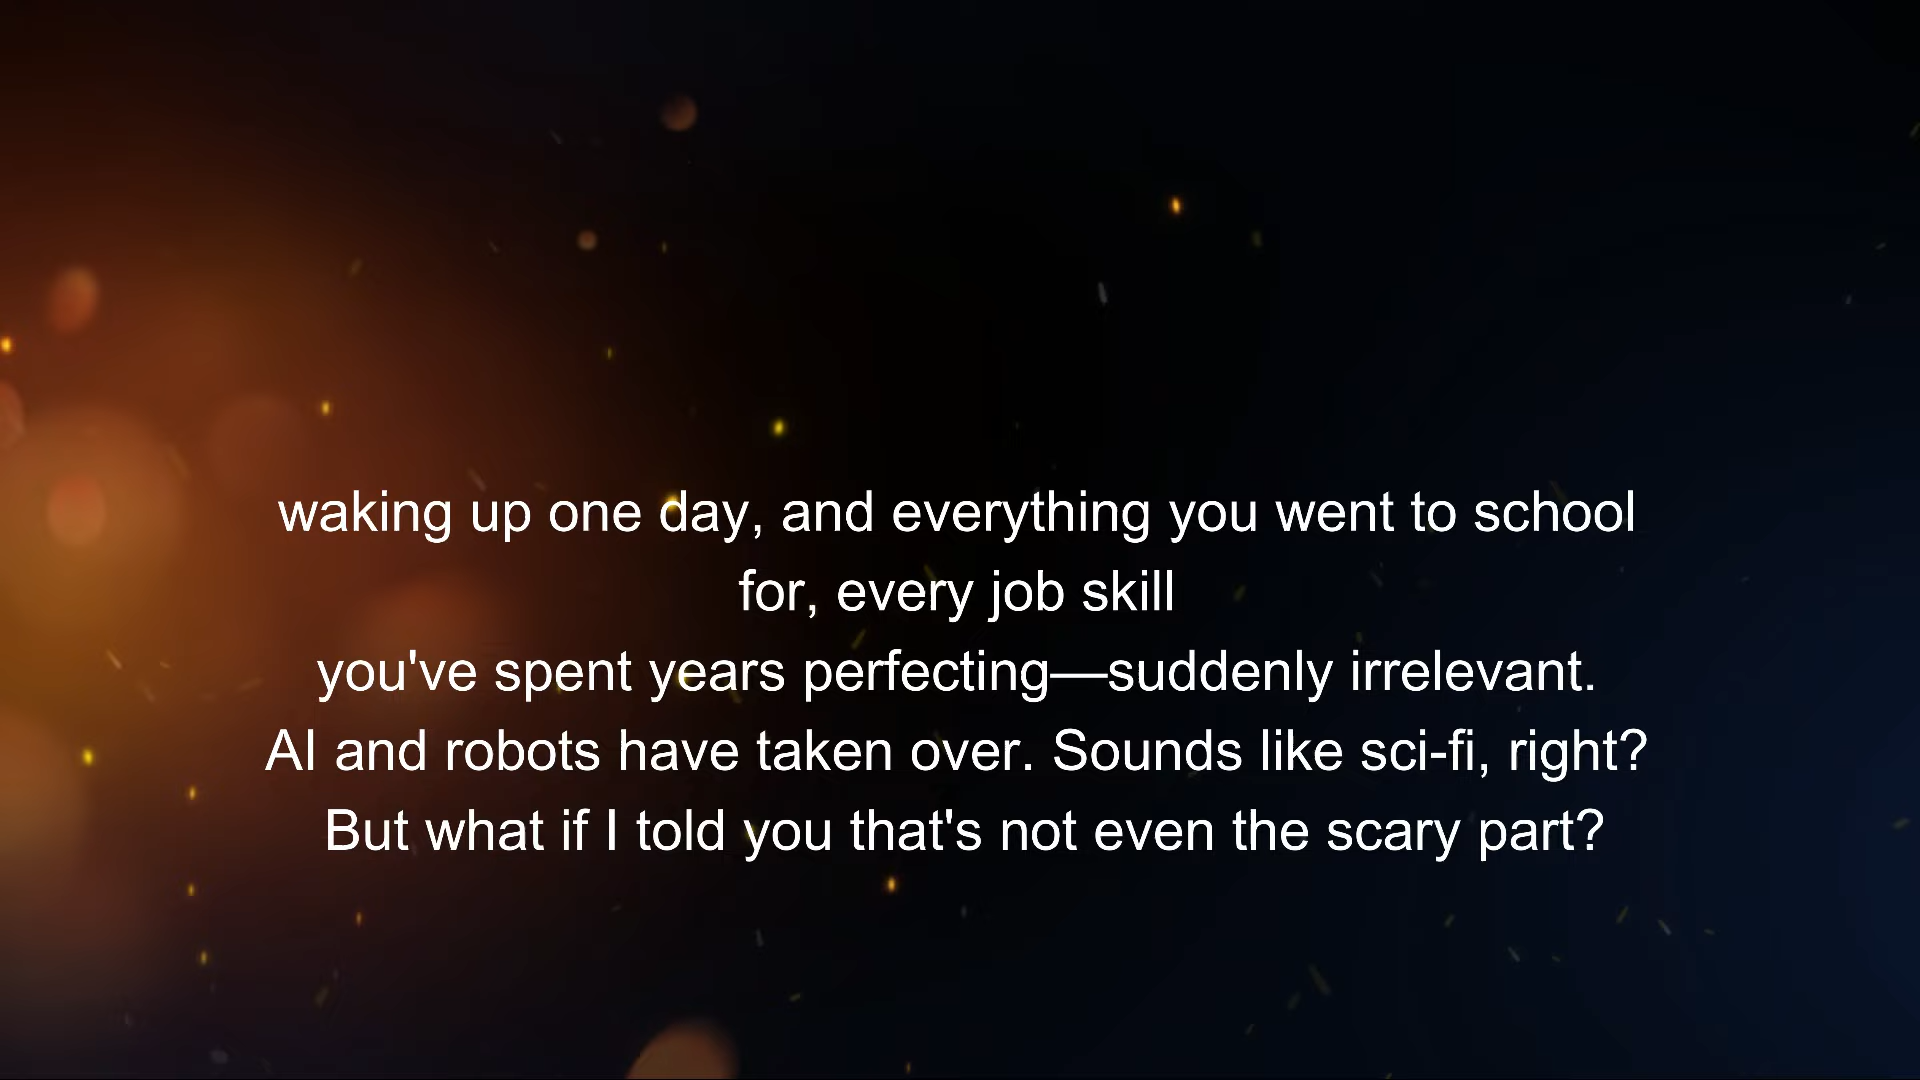 waking up one day, and everything you went to school
for, every job skill
you've spent years perfecting—suddenly irrelevant.
AI and robots have taken over. Sounds like sci-fi, right?
But what if I told you that's not even the scary part?